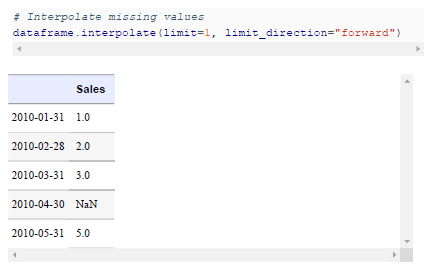 # Interpolate missing values
dataframe.interpolate(limit=1, limit_direction="forward")
Sales
2010-01-31 1.0
2010-02-28 2.0
2010-03-31 3.0
2010-04-30 NaN
2010-05-31 5.0